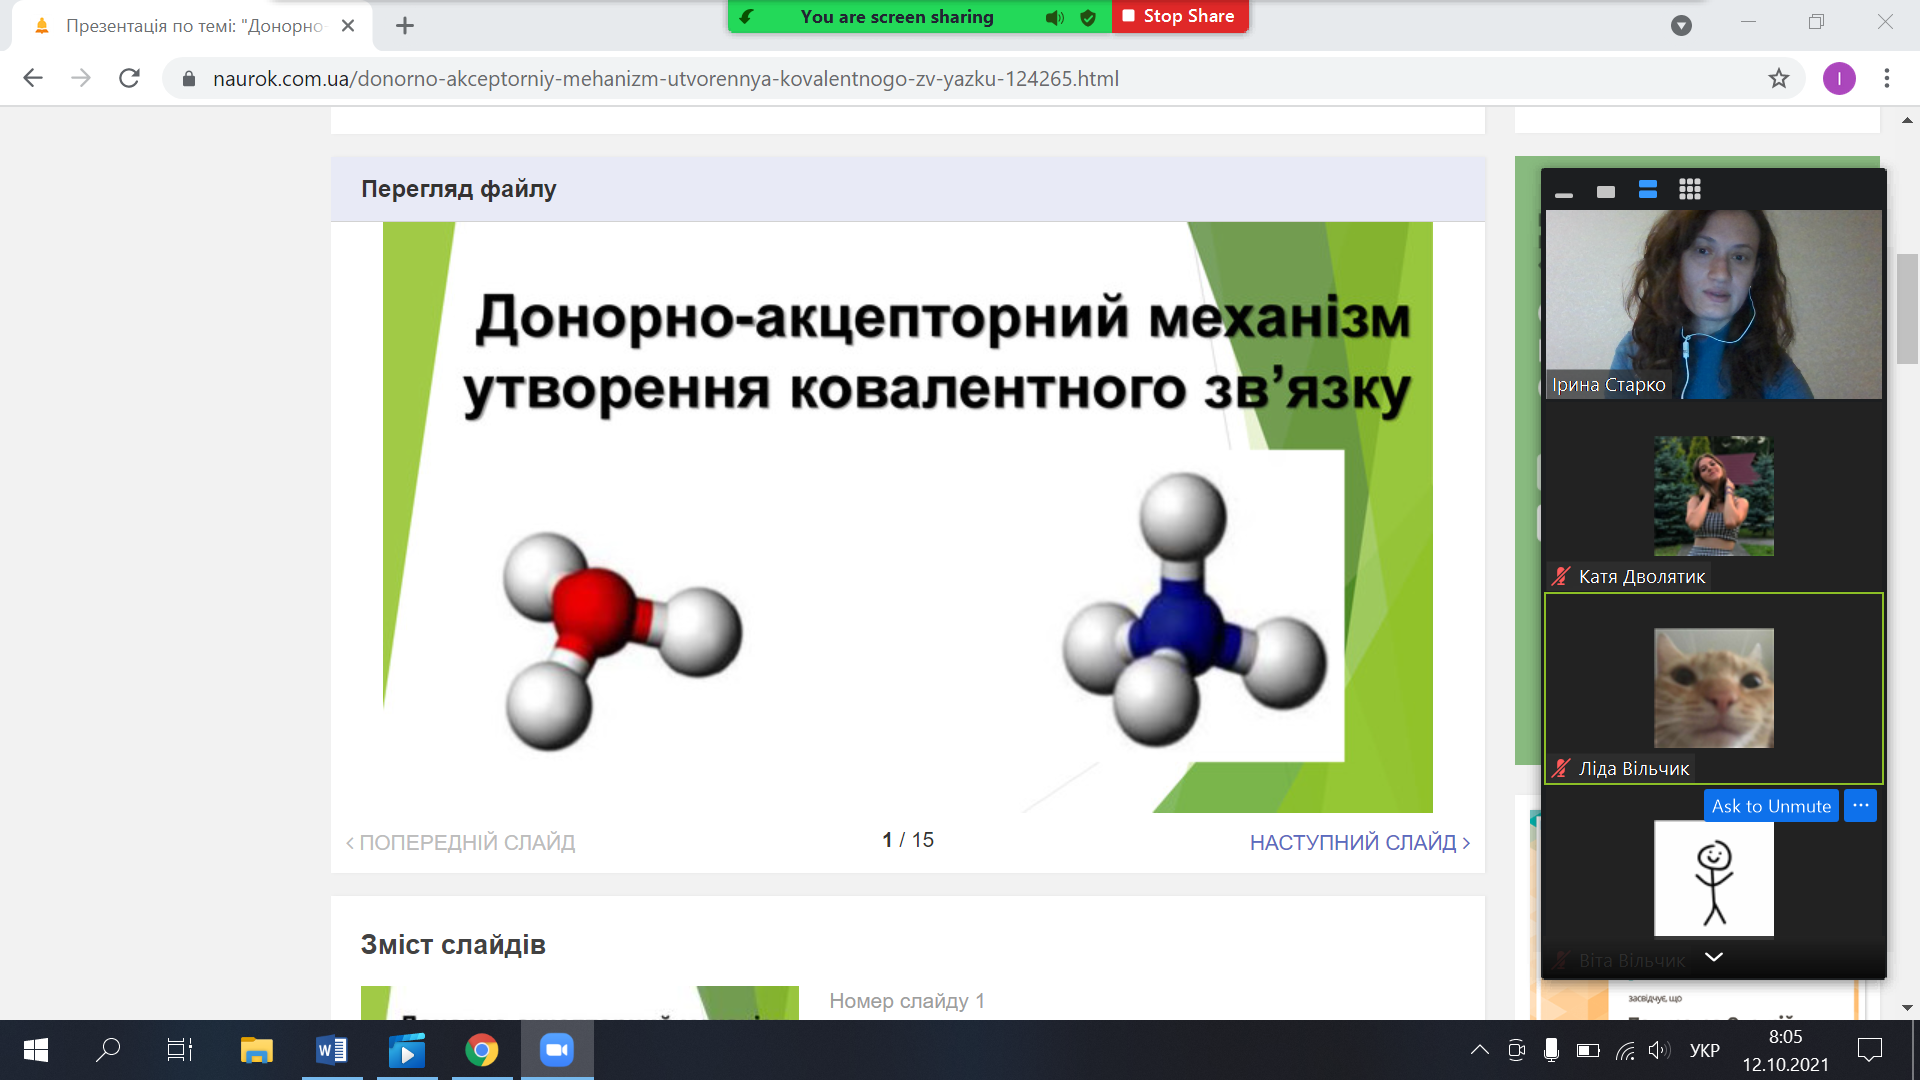 Презентація по темі: "Донорно
You are screen sharing
Stop Share
naurok.com.ua/donorno-akceptorniy-mehanizm-utvorennya-kovalentnogo-zv-yazku-124265.html
I
Перегляд файлу
Донорно-акцепторний механізм
утворення ковалентного зв’язку
ПОПЕРЕДНІЙ СЛАЙД
1 / 15
НАСТУПНИЙ СЛАЙД
Зміст слайдів
Номер слайду 1
Ірина Старко
Катя Дволятик
Ліда Вільчик
Ask to Unmute
Віта Вільчик
засвідчує, що
УКР
8:05
12.10.2021